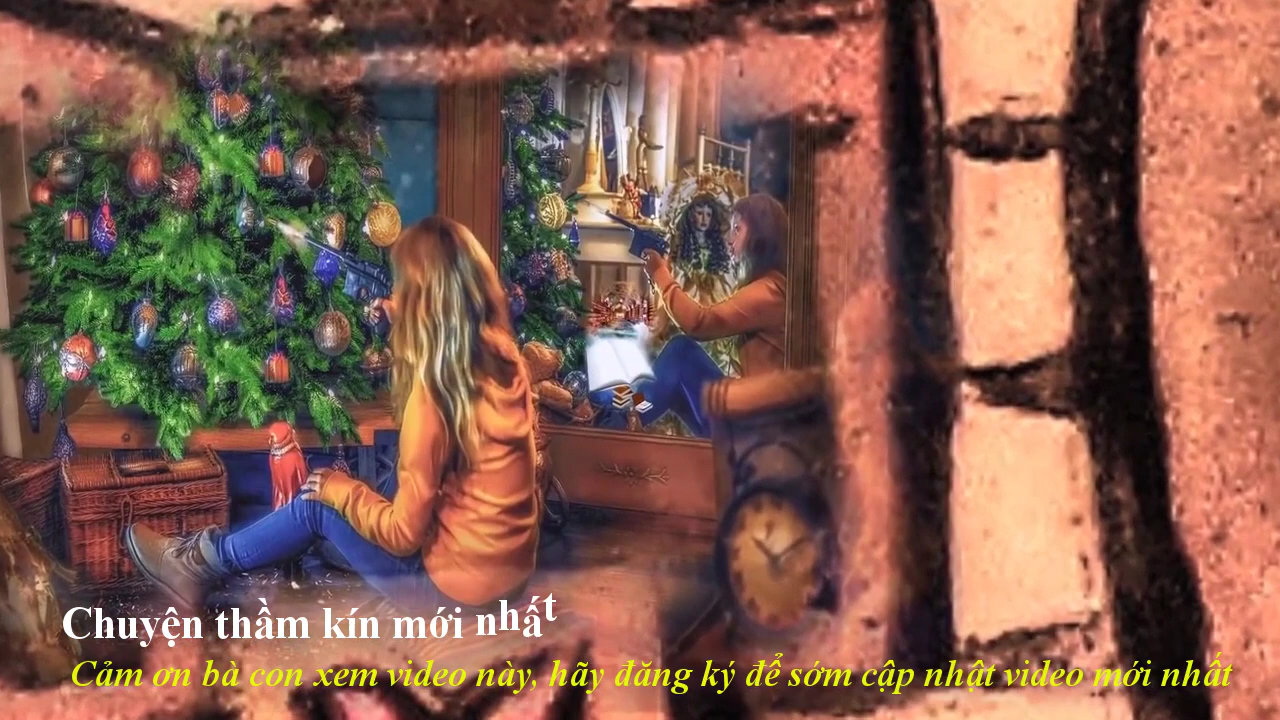 Chuyện thầm kín mới nhất
Cảm ơn bà con xem video này, hãy đăng ký để sớm cập nhật video mới nhất